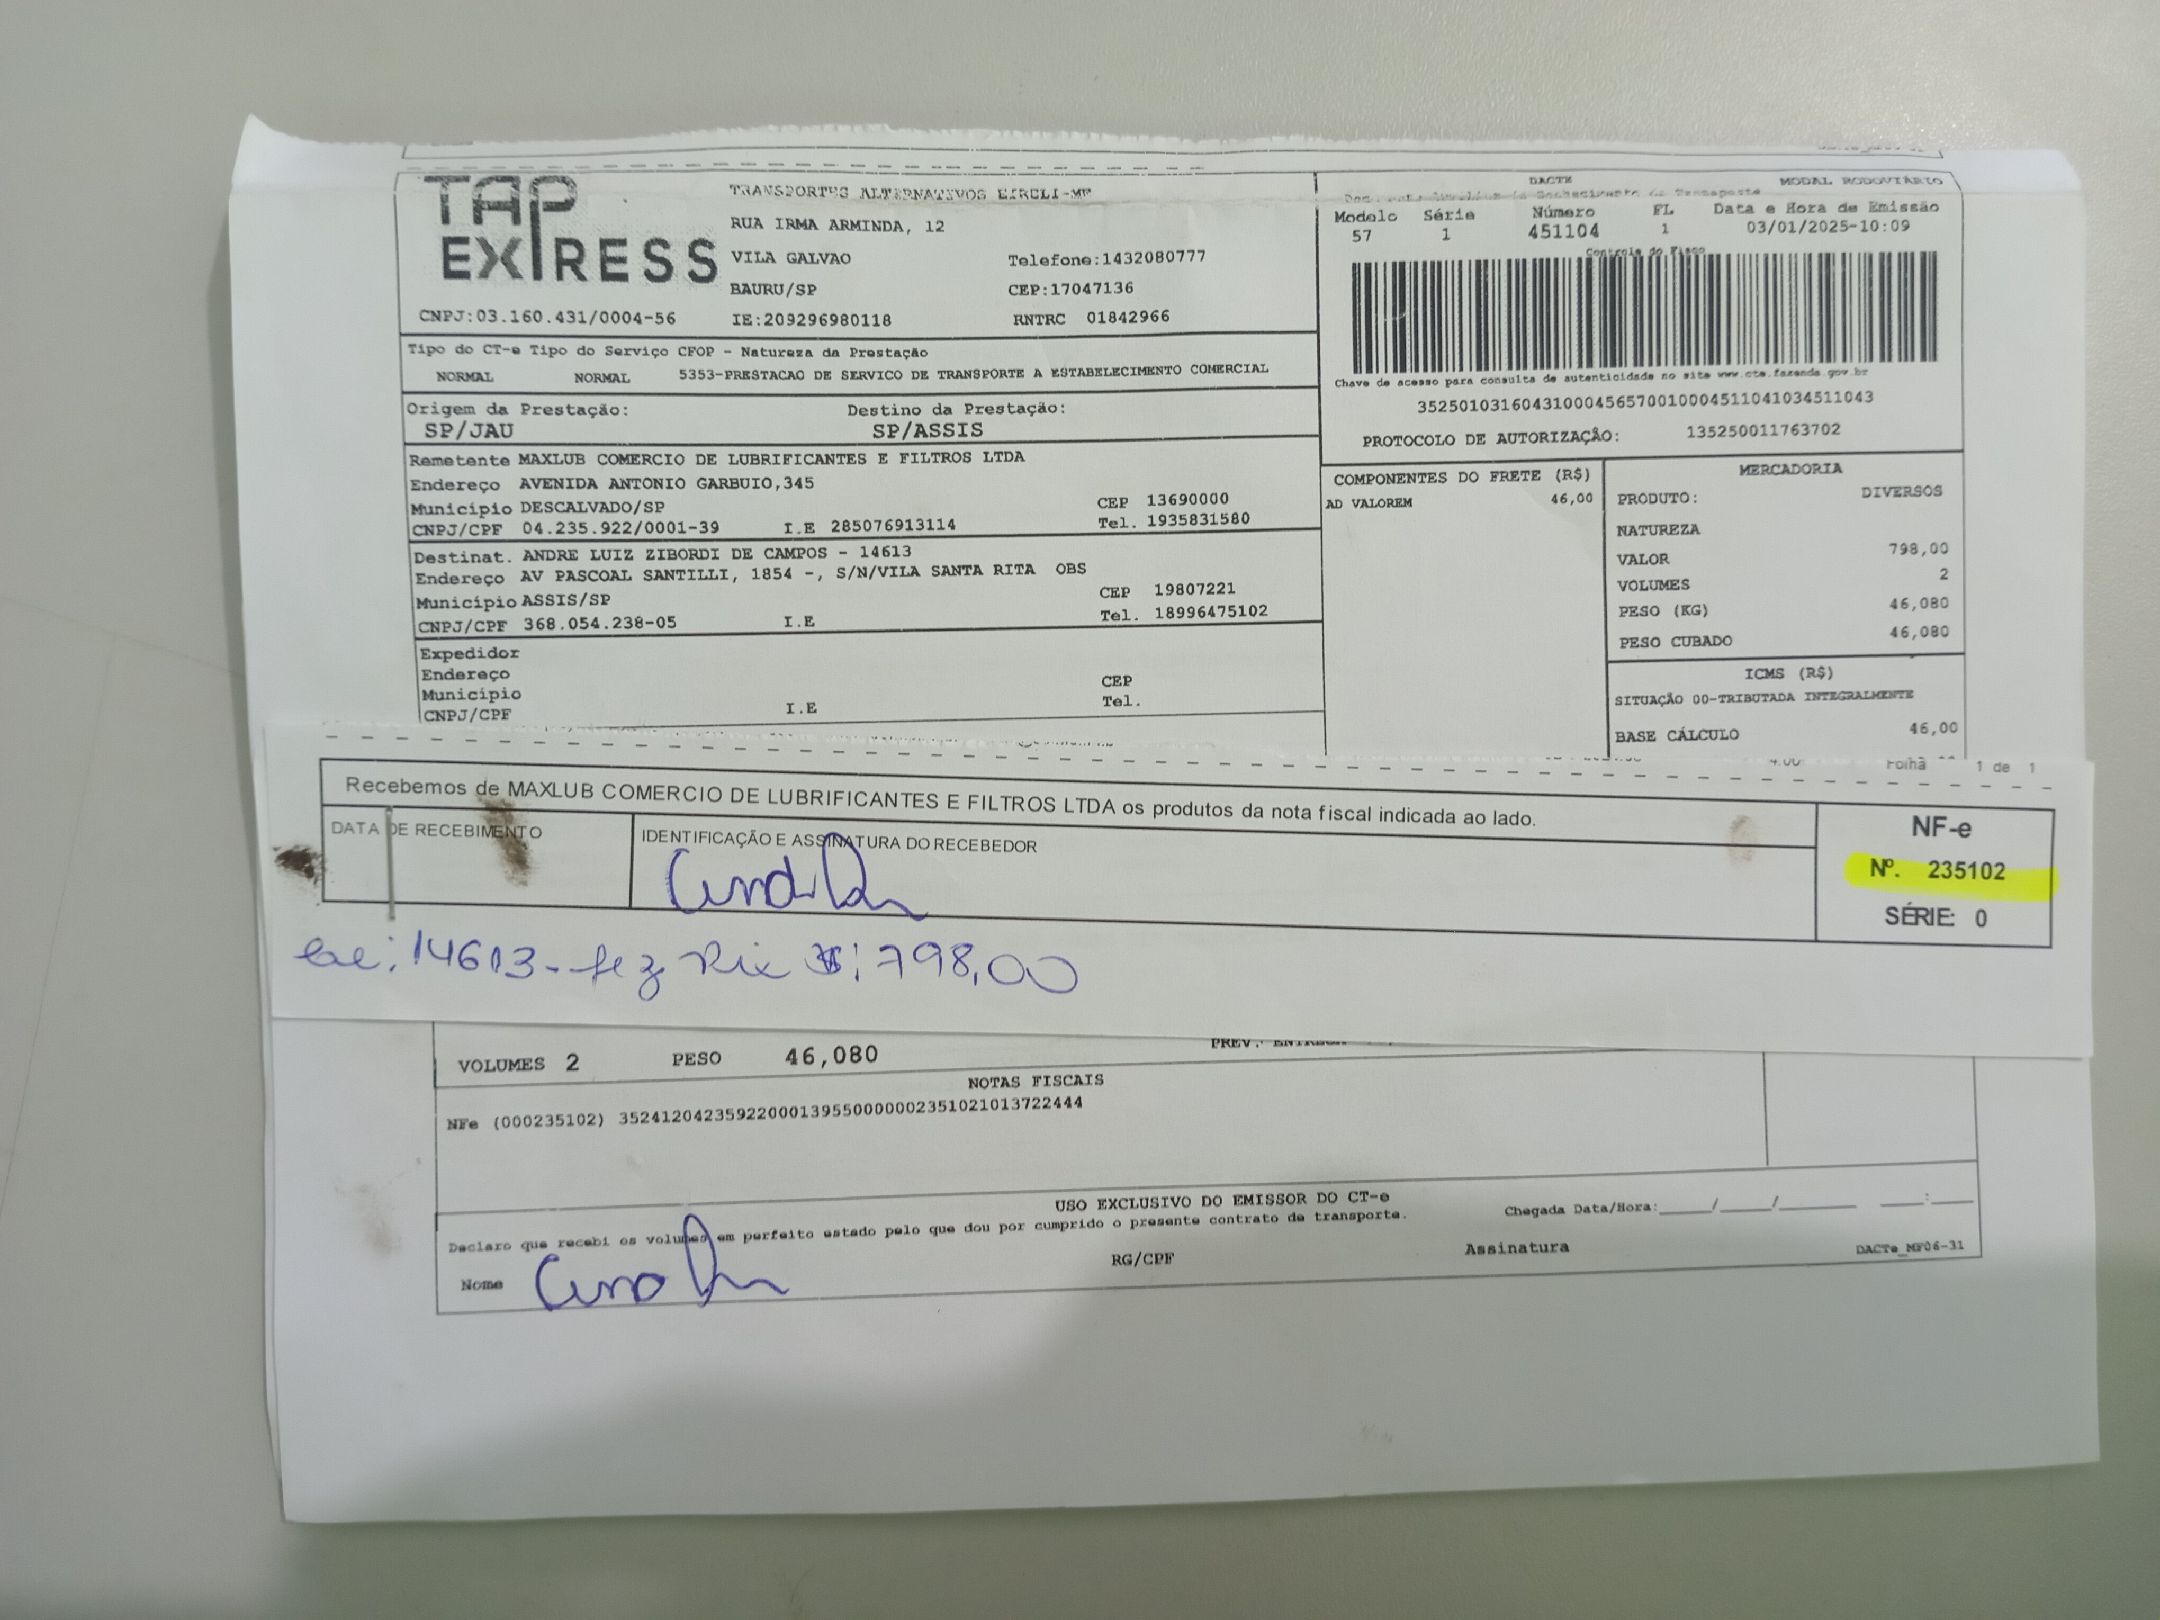 TAP
EXPRESS
TRANSPORTES ALTERNATIVOS EIRELI-ME
RUA IRMA ARMINDA, 12
VILA GALVAO Telefone:1432080777
BAURU/SP CEP:17047136
CNPJ:03.160.431/0004-56 IE:209296980118 RNTRC 01842966
DACTE MODAL RODOVIÁRIO
Modelo Série Número FL Data e Hora de Emissão
57 1 451104 1 03/01/2025-10:09
Controle do Fisco
Chave de acesso para consulta de autenticidade no site www.cte.fazenda.gov.br
35250103160431000456570010004511041034511043
PROTOCOLO DE AUTORIZAÇÃO: 135250011763702
Tipo do CT-e Tipo do Serviço CFOP - Natureza da Prestação
NORMAL NORMAL 5353-PRESTACAO DE SERVICO DE TRANSPORTE A ESTABELECIMENTO COMERCIAL
Origem da Prestação: Destino da Prestação:
SP/JAU SP/ASSIS
Remetente MAXLUB COMERCIO DE LUBRIFICANTES E FILTROS LTDA
Endereço AVENIDA ANTONIO GARBUIO,345
Município DESCALVADO/SP CEP 13690000
CNPJ/CPF 04.235.922/0001-39 I.E 285076913114 Tel. 1935831580
Destinat. ANDRE LUIZ ZIBORDI DE CAMPOS - 14613
Endereço AV PASCOAL SANTILLI, 1854 -, S/N/VILA SANTA RITA OBS
Município ASSIS/SP CEP 19807221
CNPJ/CPF 368.054.238-05 I.E Tel. 18996475102
Expedidor
Endereço
Município CEP
CNPJ/CPF I.E Tel.
COMPONENTES DO FRETE (R$)
AD VALOREM 46,00
MERCADORIA
PRODUTO: DIVERSOS
NATUREZA
VALOR 798,00
VOLUMES 2
PESO (KG) 46,080
PESO CUBADO 46,080
ICMS (R$)
SITUAÇÃO 00-TRIBUTADA INTEGRALMENTE
BASE CÁLCULO 46,00
Folha 1 de 1
Recebemos de MAXLUB COMERCIO DE LUBRIFICANTES E FILTROS LTDA os produtos da nota fiscal indicada ao lado.
DATA DE RECEBIMENTO IDENTIFICAÇÃO E ASSINATURA DO RECEBEDOR
NF-e
Nº. 235102
SÉRIE: 0
14613 - fez Pix $: 798,00
VOLUMES 2 PESO 46,080 PREV. ENTREGA
NOTAS FISCAIS
NFe (000235102) 35241204235922000139550000002351021013722444
USO EXCLUSIVO DO EMISSOR DO CT-e
Declaro que recebi os volumes em perfeito estado pelo que dou por cumprido o presente contrato de transporte. Chegada Data/Hora:____/____/______ ____:____
Nome RG/CPF Assinatura DACTe_MF06-31